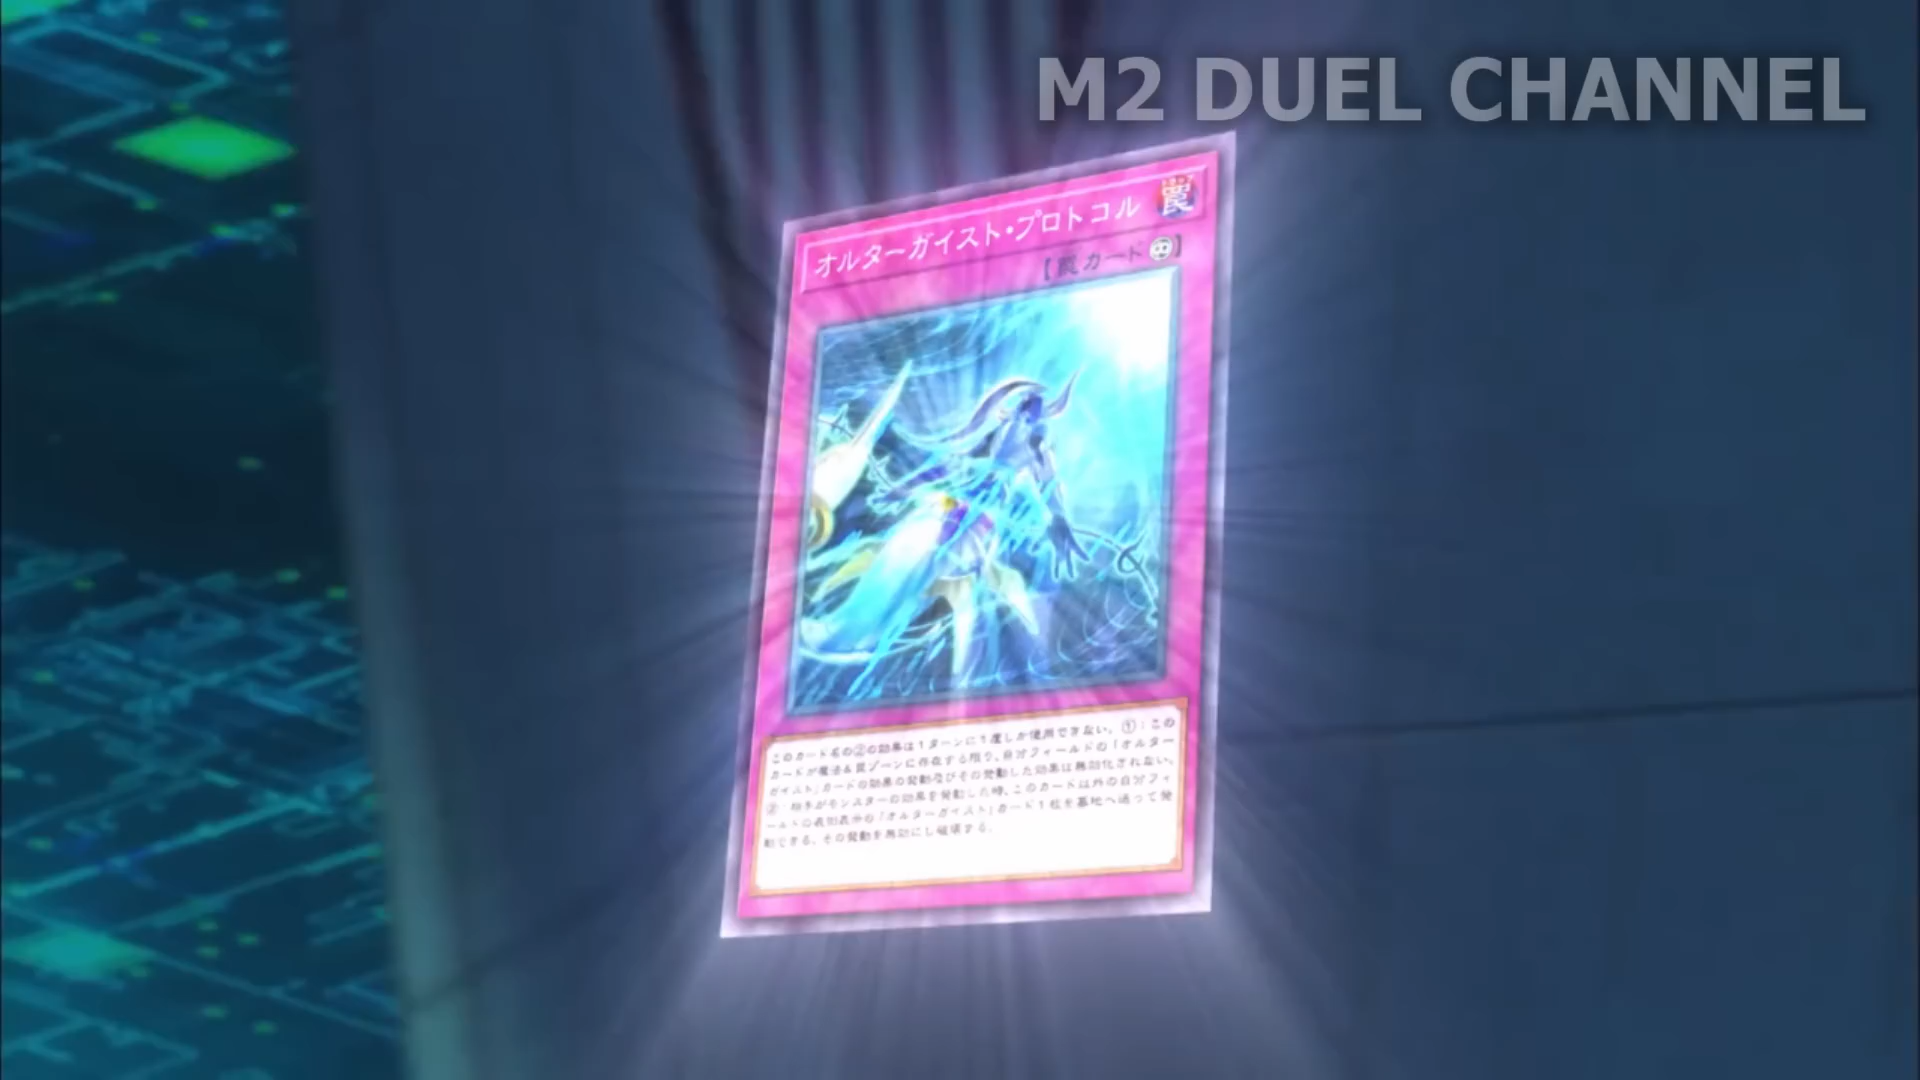 M2 DUEL CHANNEL
トラップ
罠
オルターガイスト・プロトコル
【罠カード】
このカード名の②の効果は1ターンに1度しか使用できない。①：この
カードが魔法&罠ゾーンに存在する限り、自分フィールドの「オルター
ガイスト」カードの効果の発動及びその発動した効果は無効化されない。
②：相手がモンスターの効果を発動した時、このカード以外の自分フィ
ールドの表側表示の「オルターガイスト」カード1枚を墓地へ送って発
動できる。その発動を無効にし破壊する。